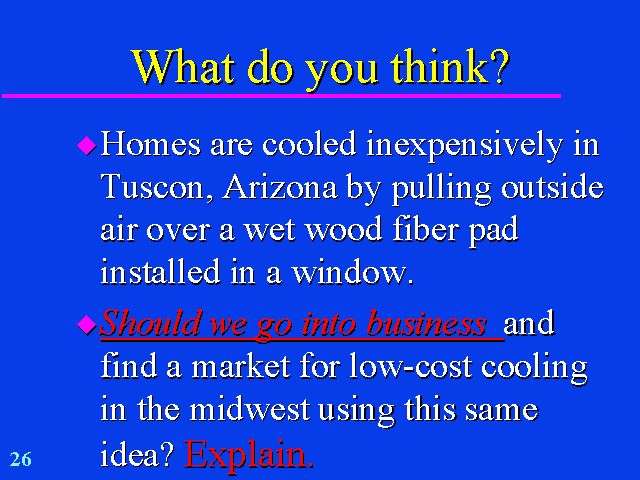 What do you think?
Homes are cooled inexpensively in
Tuscon, Arizona by pulling outside
air over a wet wood fiber pad
installed in a window.
Should we go into business and
find a market for low-cost cooling
in the midwest using this same
idea? Explain.
26